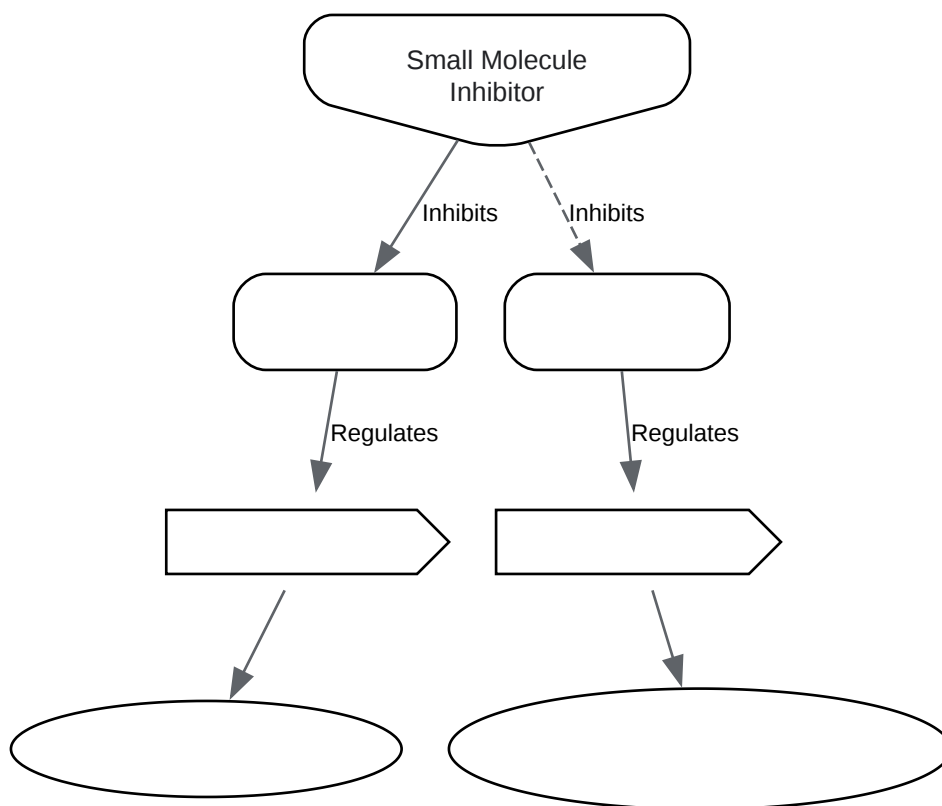 Small Molecule
Inhibitor
Inhibits
Inhibits
Regulates
Regulates